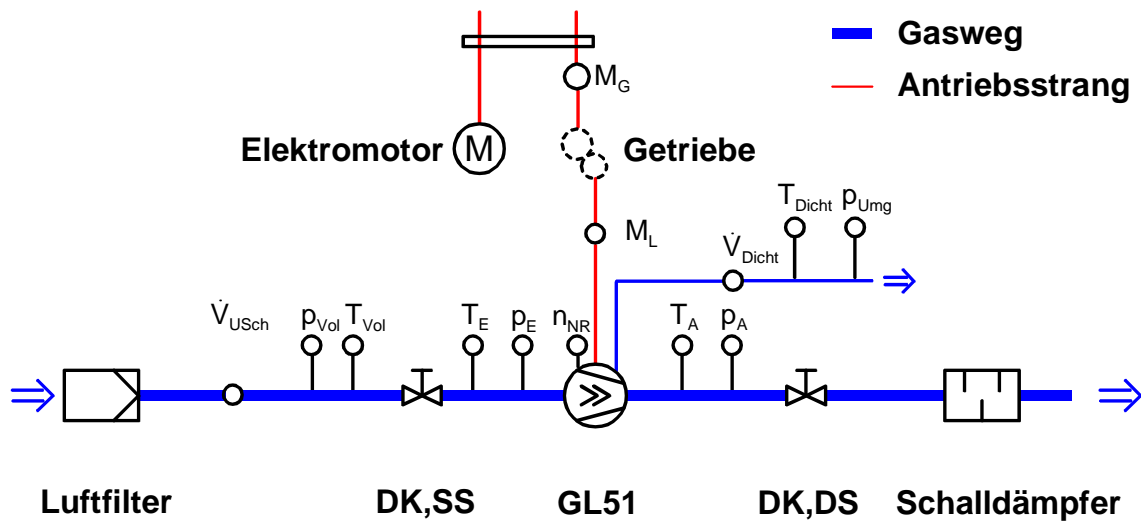 Gasweg
M_G
Antriebsstrang
Elektromotor
M
Getriebe
T_Dicht
p_Umg
M_L
V̇_Dicht
V̇_USch
p_Vol
T_Vol
T_E
p_E
n_NR
T_A
p_A
Luftfilter
DK,SS
GL51
DK,DS
Schalldämpfer